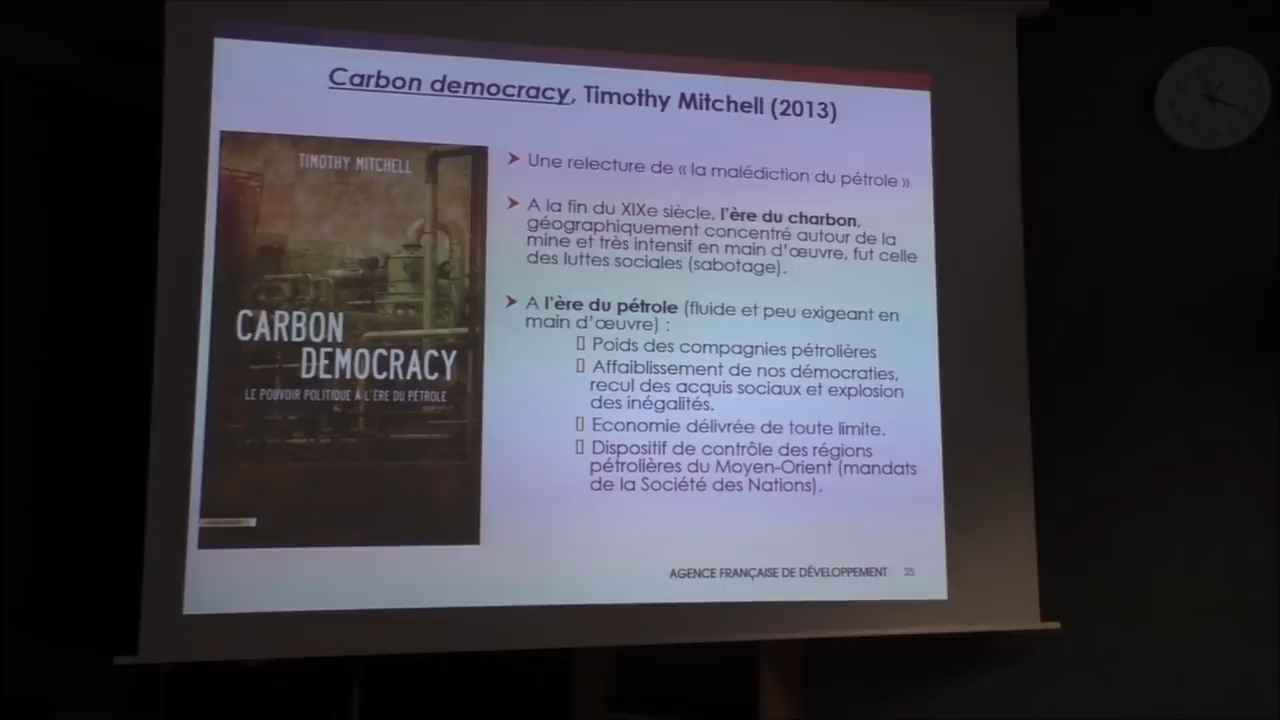 Carbon democracy, Timothy Mitchell (2013)
TIMOTHY MITCHELL
CARBON
DEMOCRACY
LE POUVOIR POLITIQUE À L'ÈRE DU PÉTROLE
Une relecture de « la malédiction du pétrole »
A la fin du XIXe siècle, l'ère du charbon,
géographiquement concentré autour de la
mine et très intensif en main d'œuvre, fut celle
des luttes sociales (sabotage).
A l'ère du pétrole (fluide et peu exigeant en
main d'œuvre) :
Poids des compagnies pétrolières
Affaiblissement de nos démocraties,
recul des acquis sociaux et explosion
des inégalités.
Economie délivrée de toute limite.
Dispositif de contrôle des régions
pétrolières du Moyen-Orient (mandats
de la Société des Nations).
AGENCE FRANÇAISE DE DÉVELOPPEMENT 25